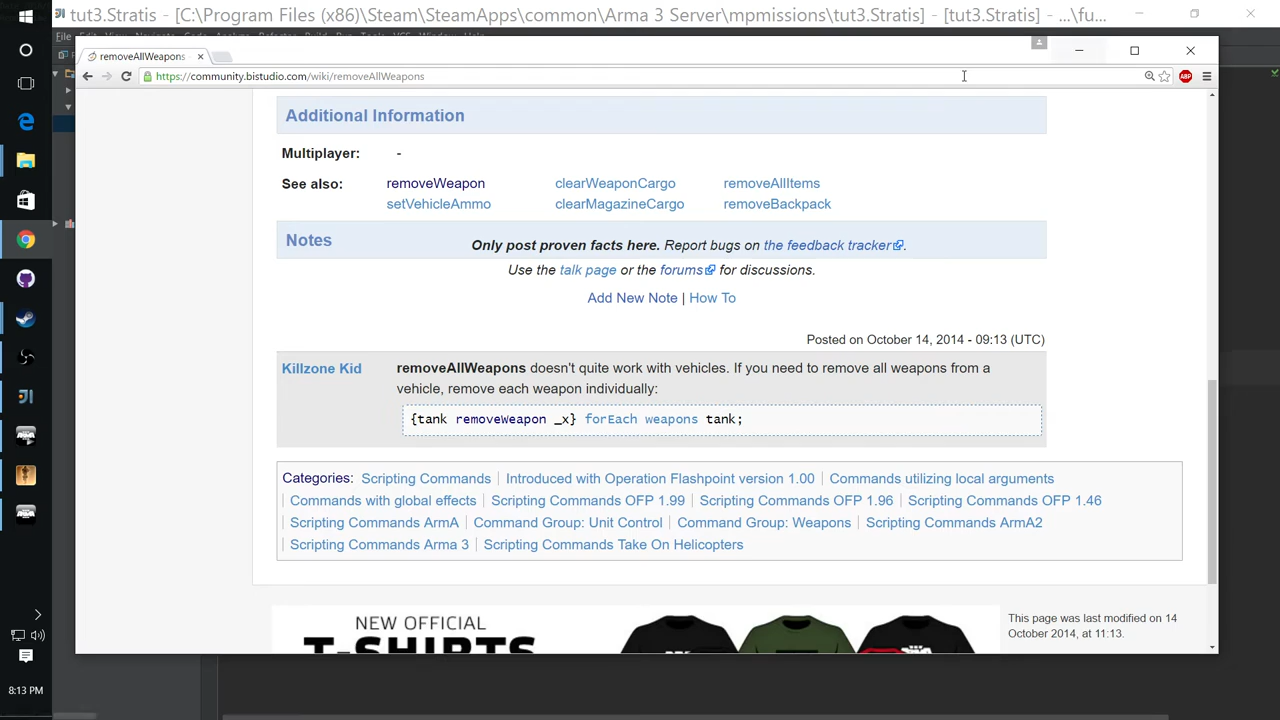 tut3.Stratis - [C:\Program Files (x86)\Steam\SteamApps\common\Arma 3 Server\mpmissions\tut3.Stratis] - [tut3.Stratis] - ...\fu...
File
removeAllWeapons
https://community.bistudio.com/wiki/removeAllWeapons
ABP
Additional Information
Multiplayer: -
See also: removeWeapon clearWeaponCargo removeAllItems
setVehicleAmmo clearMagazineCargo removeBackpack
Notes Only post proven facts here. Report bugs on the feedback tracker.
Use the talk page or the forums for discussions.
Add New Note | How To
Posted on October 14, 2014 - 09:13 (UTC)
Killzone Kid removeAllWeapons doesn't quite work with vehicles. If you need to remove all weapons from a
vehicle, remove each weapon individually:
{tank removeWeapon _x} forEach weapons tank;
Categories: Scripting Commands | Introduced with Operation Flashpoint version 1.00 | Commands utilizing local arguments
| Commands with global effects | Scripting Commands OFP 1.99 | Scripting Commands OFP 1.96 | Scripting Commands OFP 1.46
| Scripting Commands ArmA | Command Group: Unit Control | Command Group: Weapons | Scripting Commands ArmA2
| Scripting Commands Arma 3 | Scripting Commands Take On Helicopters
NEW OFFICIAL
T-SHIRTS
This page was last modified on 14
October 2014, at 11:13.
8:13 PM